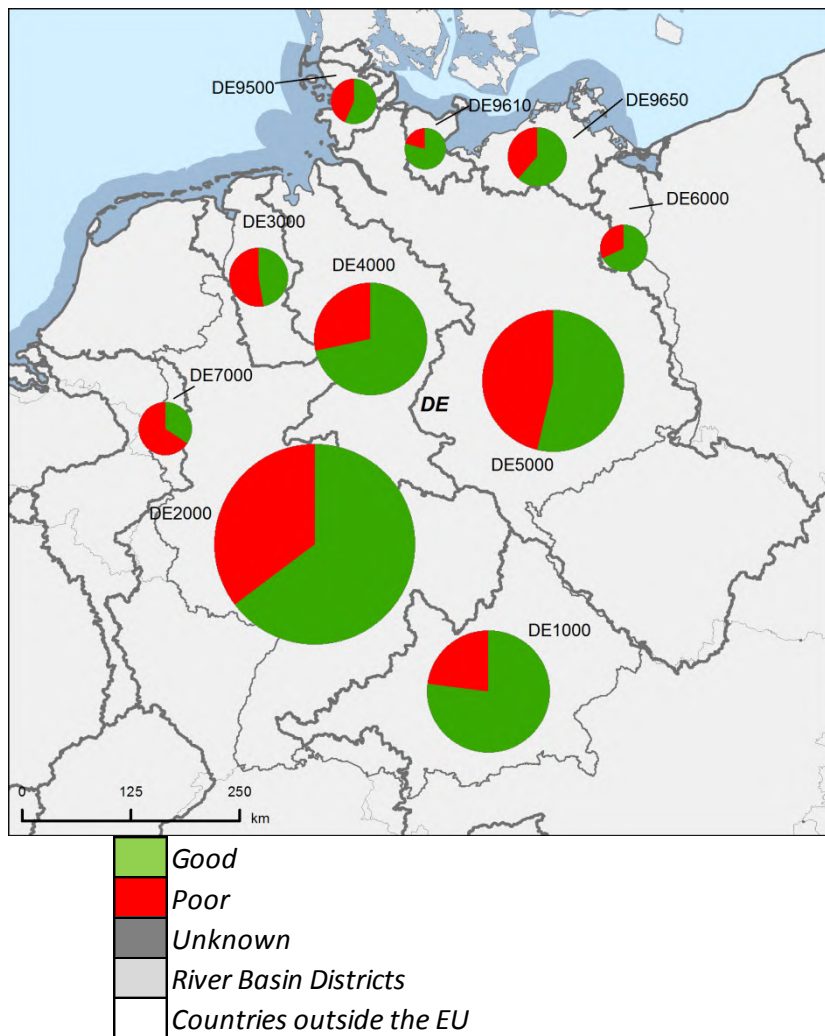 DE9500
DE9610
DE9650
DE6000
DE3000
DE4000
DE7000
DE
DE5000
DE2000
DE1000
0 125 250
km
Good
Poor
Unknown
River Basin Districts
Countries outside the EU